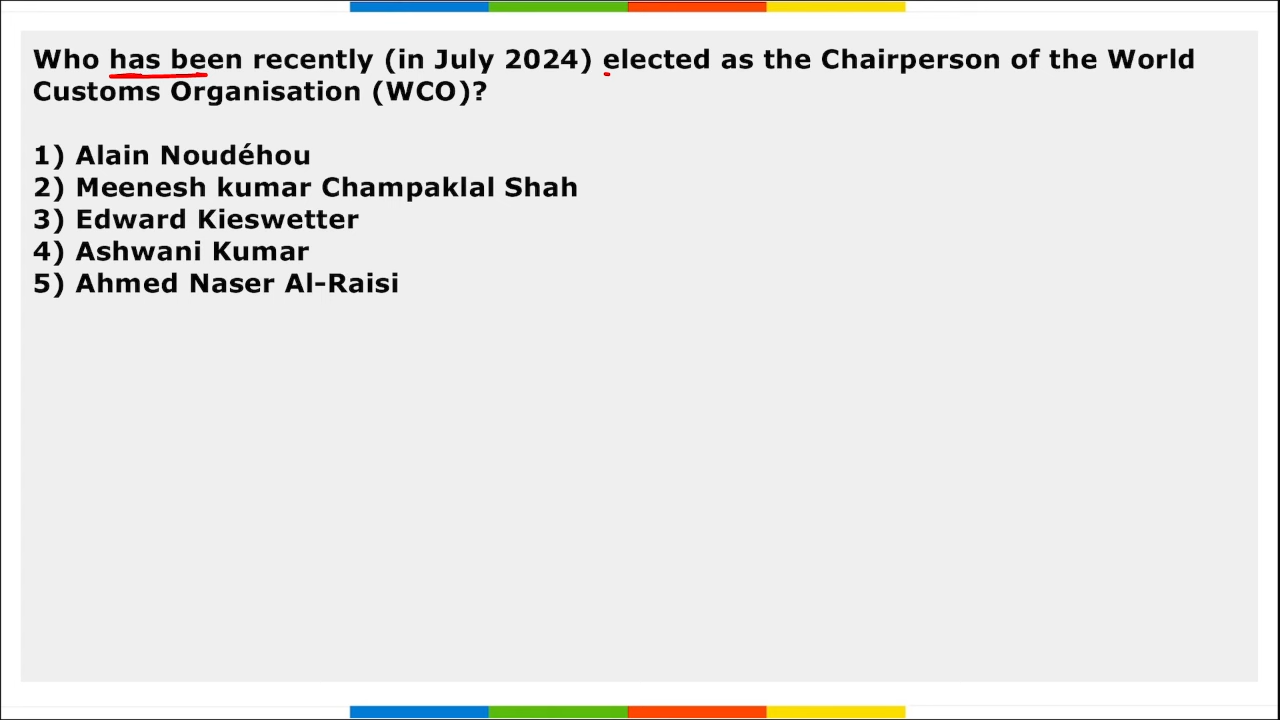 Who has been recently (in July 2024) elected as the Chairperson of the World
Customs Organisation (WCO)?
1) Alain Noudéhou
2) Meenesh kumar Champaklal Shah
3) Edward Kieswetter
4) Ashwani Kumar
5) Ahmed Naser Al-Raisi